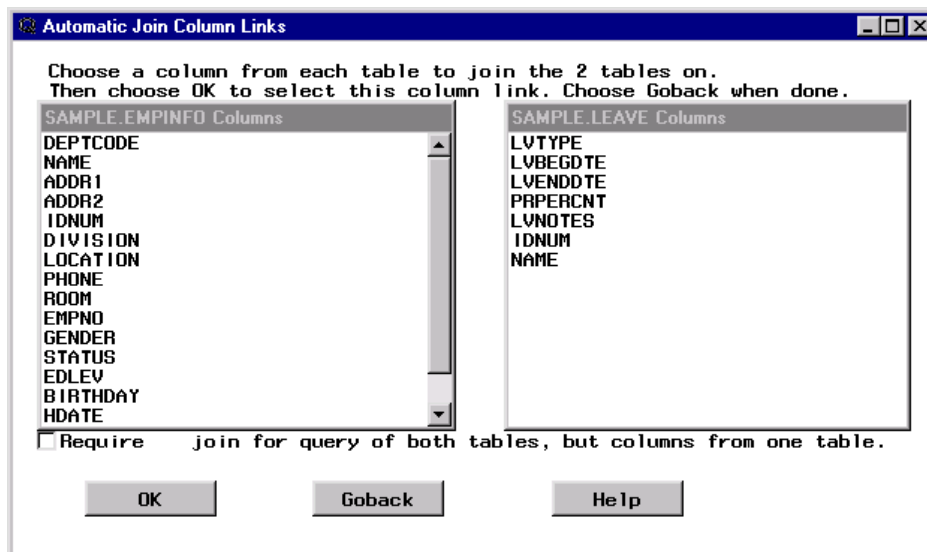 Automatic Join Column Links
Choose a column from each table to join the 2 tables on.
Then choose OK to select this column link. Choose Goback when done.
SAMPLE.EMPINFO Columns
DEPTCODE
NAME
ADDR1
ADDR2
IDNUM
DIVISION
LOCATION
PHONE
ROOM
EMPNO
GENDER
STATUS
EDLEV
BIRTHDAY
HDATE
SAMPLE.LEAVE Columns
LVTYPE
LVBEGDTE
LVENDDTE
PRPERCNT
LVNOTES
IDNUM
NAME
Require join for query of both tables, but columns from one table.
OK
Goback
Help